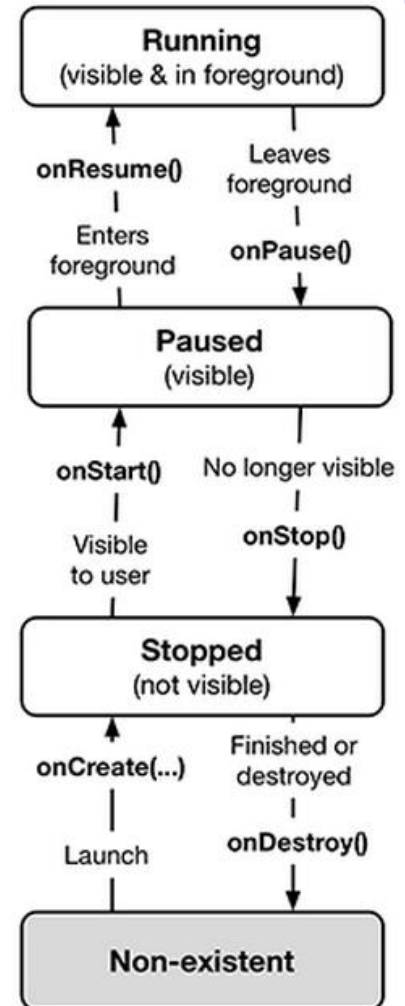 Running
(visible & in foreground)
onResume()
Enters
foreground
Leaves
foreground
onPause()
Paused
(visible)
onStart()
Visible
to user
No longer visible
onStop()
Stopped
(not visible)
onCreate(...)
Launch
Finished or
destroyed
onDestroy()
Non-existent